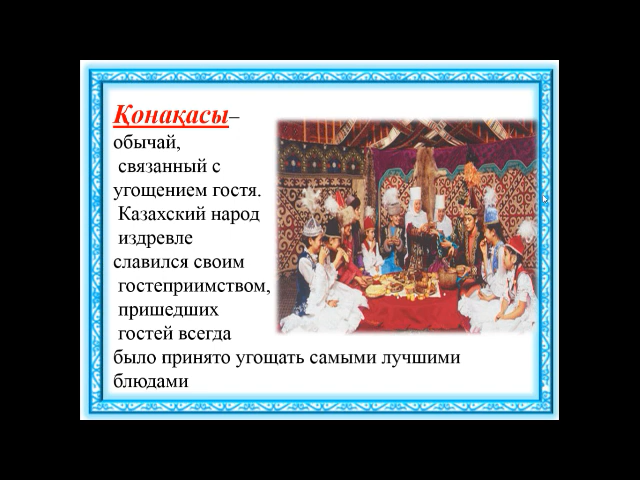 Қонақасы–
обычай,
связанный с
угощением гостя.
Казахский народ
издревле
славился своим
гостеприимством,
пришедших
гостей всегда
было принято угощать самыми лучшими
блюдами